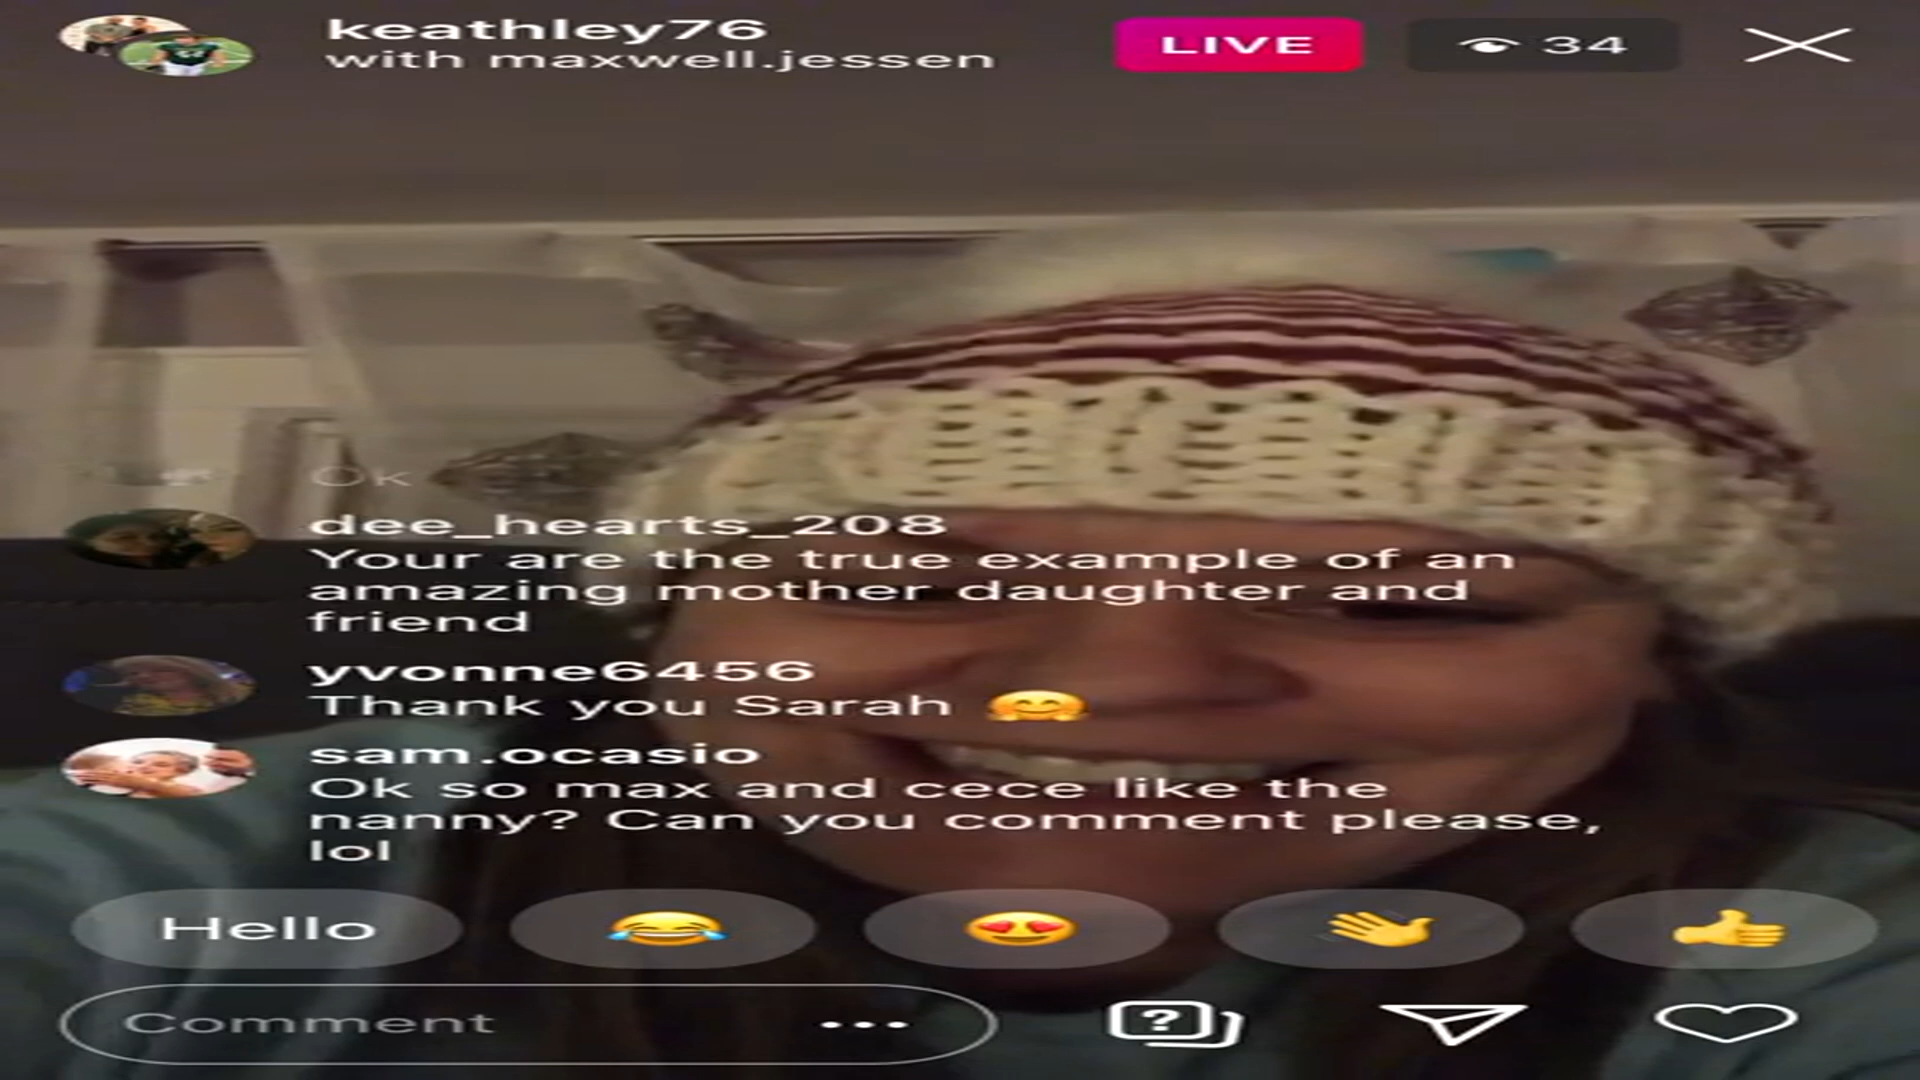 keathley76
with maxwell.jessen
LIVE
34
Ok
dee_hearts_208
Your are the true example of an
amazing mother daughter and
friend
yvonne6456
Thank you Sarah 🤗
sam.ocasio
Ok so max and cece like the
nanny? Can you comment please,
lol
Hello 😂 😍 👋 👍
Comment ...